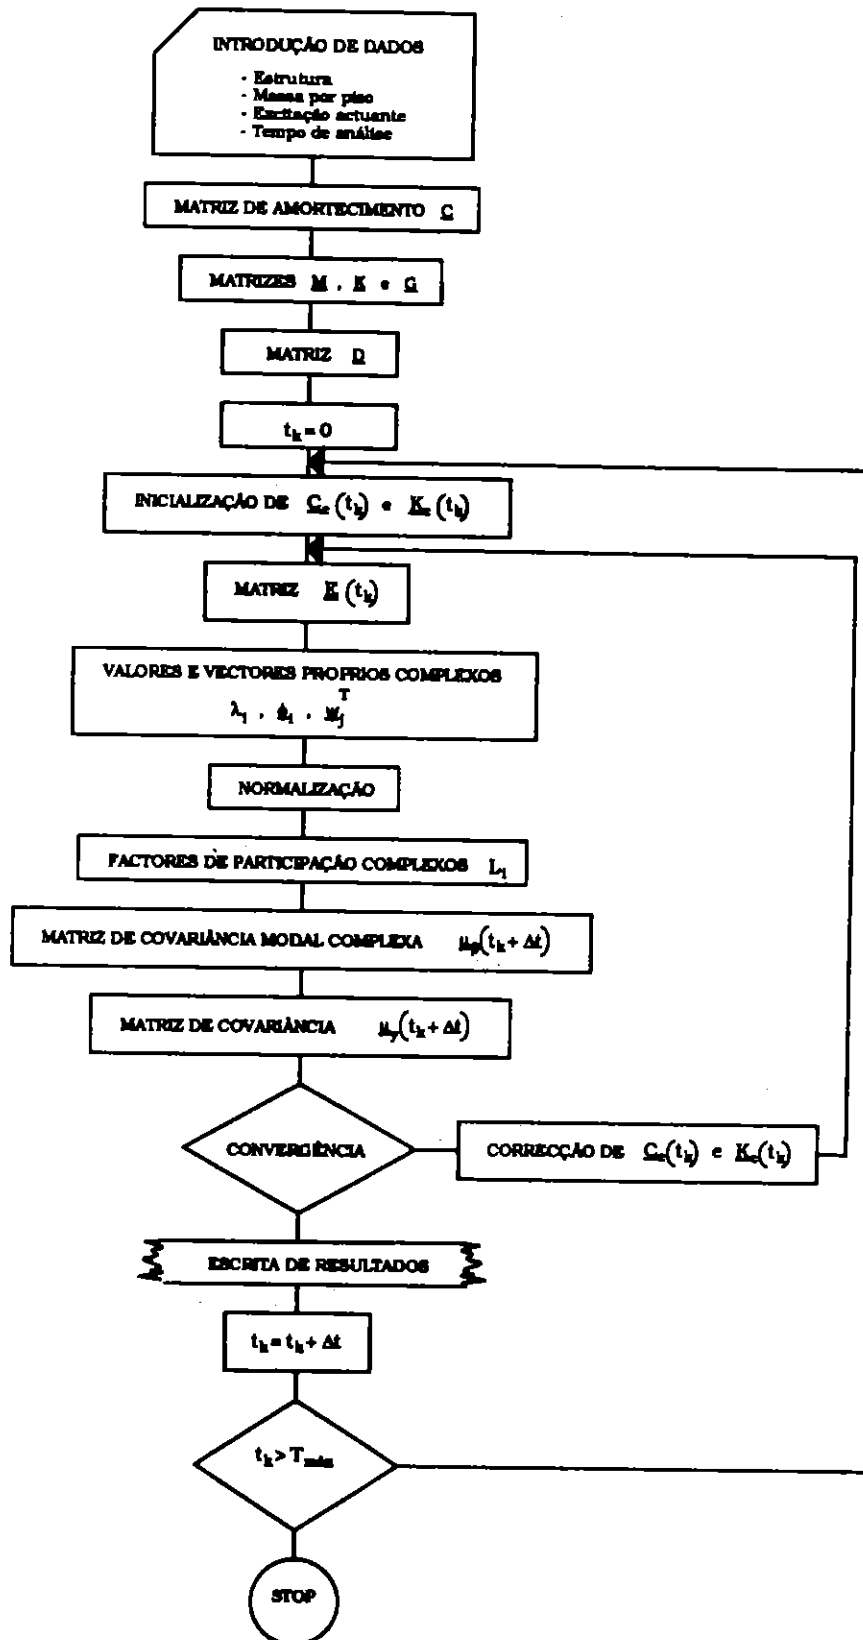 INTRODUÇÃO DE DADOS
- Estrutura
- Massa por piso
- Excitação actuante
- Tempo de análise
MATRIZ DE AMORTECIMENTO C
MATRIZES M , K e G
MATRIZ D
t_k = 0
INICIALIZAÇÃO DE C_e(t_k) e K_e(t_k)
MATRIZ E(t_k)
VALORES E VECTORES PROPRIOS COMPLEXOS
λ_i , ϕ_i , ψ_j^T
NORMALIZAÇÃO
FACTORES DE PARTICIPAÇÃO COMPLEXOS L_i
MATRIZ DE COVARIÂNCIA MODAL COMPLEXA μ_p(t_k + Δt)
MATRIZ DE COVARIÂNCIA μ_y(t_k + Δt)
CONVERGÊNCIA
CORRECÇÃO DE C_e(t_k) e K_e(t_k)
ESCRITA DE RESULTADOS
t_k = t_k + Δt
t_k > T_máx
STOP